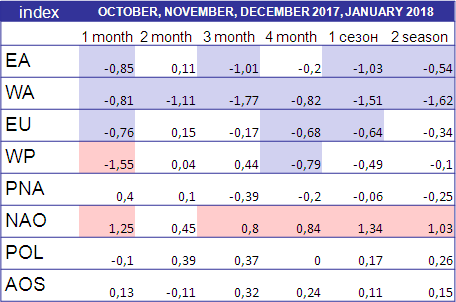 index OCTOBER, NOVEMBER, DECEMBER 2017, JANUARY 2018
1 month 2 month 3 month 4 month 1 сезон 2 season
EA -0,85 0,11 -1,01 -0,2 -1,03 -0,54
WA -0,81 -1,11 -1,77 -0,82 -1,51 -1,62
EU -0,76 0,15 -0,17 -0,68 -0,64 -0,34
WP -1,55 0,04 0,44 -0,79 -0,49 -0,1
PNA 0,4 0,1 -0,39 -0,2 -0,06 -0,25
NAO 1,25 0,45 0,8 0,84 1,34 1,03
POL -0,1 0,39 0,37 0 0,17 0,26
AOS 0,13 -0,11 0,32 0,24 0,11 0,15